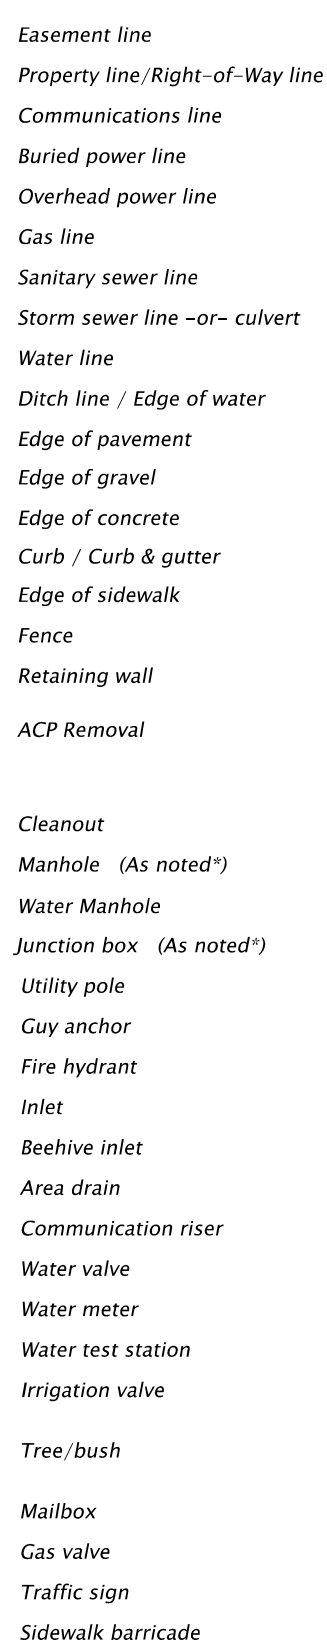 Easement line
Property line/Right-of-Way line
Communications line
Buried power line
Overhead power line
Gas line
Sanitary sewer line
Storm sewer line -or- culvert
Water line
Ditch line / Edge of water
Edge of pavement
Edge of gravel
Edge of concrete
Curb / Curb & gutter
Edge of sidewalk
Fence
Retaining wall
ACP Removal
Cleanout
Manhole (As noted*)
Water Manhole
Junction box (As noted*)
Utility pole
Guy anchor
Fire hydrant
Inlet
Beehive inlet
Area drain
Communication riser
Water valve
Water meter
Water test station
Irrigation valve
Tree/bush
Mailbox
Gas valve
Traffic sign
Sidewalk barricade